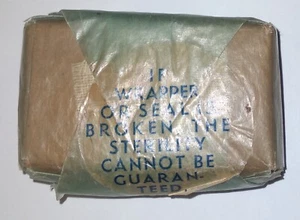 IF
WRAPPER
OR SEAL IS
BROKEN THE
STERILITY
CANNOT BE
GUARAN-
TEED.